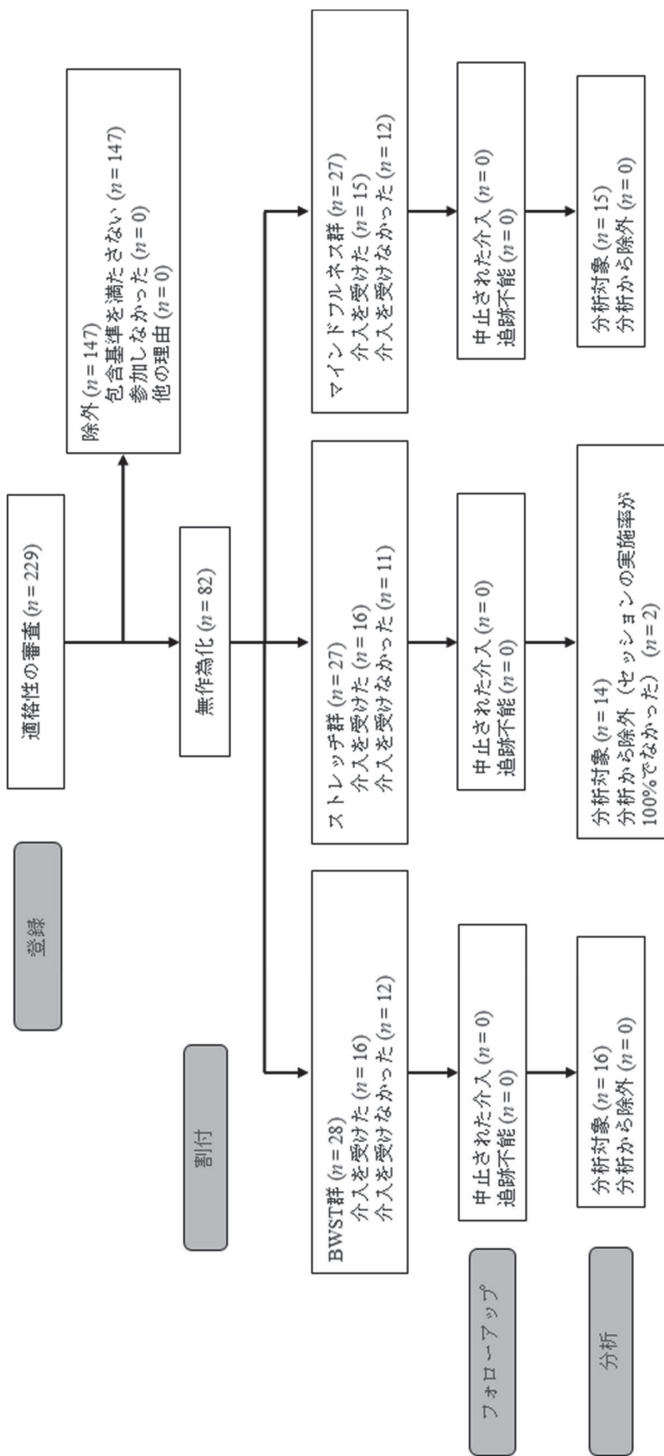 登録
適格性の審査 (n = 229)
除外 (n = 147)
包含基準を満たさない (n = 147)
参加しなかった (n = 0)
他の理由 (n = 0)
割付
無作為化 (n = 82)
BWST群 (n = 28)
介入を受けた (n = 16)
介入を受けなかった (n = 12)
ストレッチ群 (n = 27)
介入を受けた (n = 16)
介入を受けなかった (n = 11)
マインドフルネス群 (n = 27)
介入を受けた (n = 15)
介入を受けなかった (n = 12)
フォローアップ
中止された介入 (n = 0)
追跡不能 (n = 0)
中止された介入 (n = 0)
追跡不能 (n = 0)
中止された介入 (n = 0)
追跡不能 (n = 0)
分析
分析対象 (n = 16)
分析から除外 (n = 0)
分析対象 (n = 14)
分析から除外（セッションの実施率が
100%でなかった） (n = 2)
分析対象 (n = 15)
分析から除外 (n = 0)